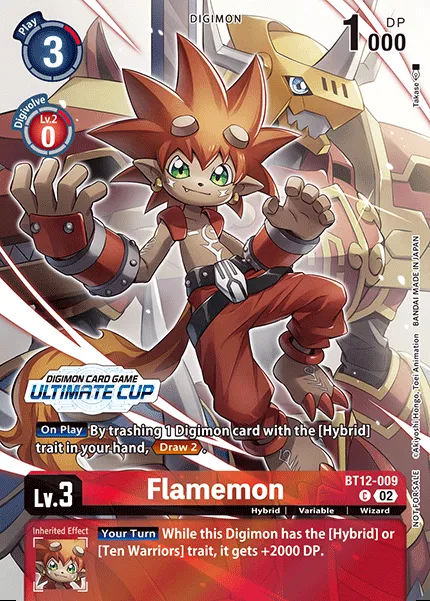 DIGIMON
Play
3
1000
DP
Digivolve
Lv.2
0
Takase
DIGIMON CARD GAME
ULTIMATE CUP
On Play By trashing 1 Digimon card with the [Hybrid]
trait in your hand, Draw 2 .
Lv.3
Flamemon
BT12-009
C 02
Hybrid | Variable | Wizard
Inherited Effect
Your Turn While this Digimon has the [Hybrid] or
[Ten Warriors] trait, it gets +2000 DP.
NOT FOR SALE
©Akiyoshi Hongo, Toei Animation
BANDAI MADE IN JAPAN